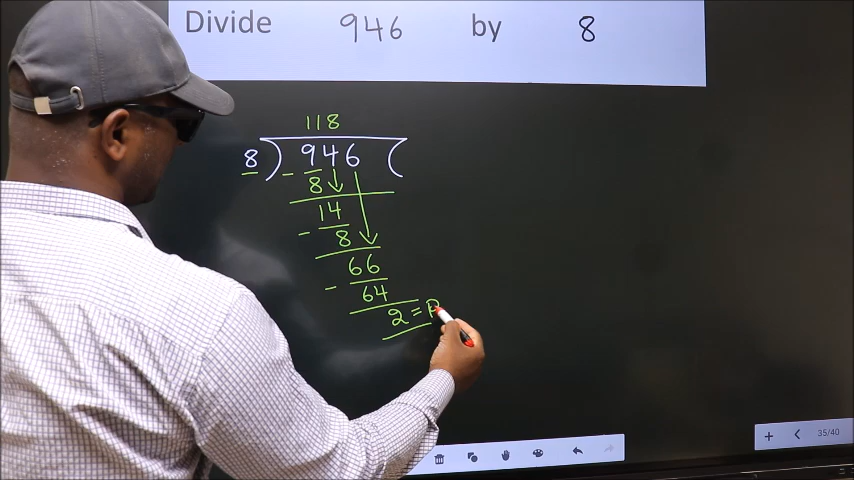 Divide 946 by 8
118
8 ) 946 (
- 8
14
- 8
66
- 64
2 = R
35/40